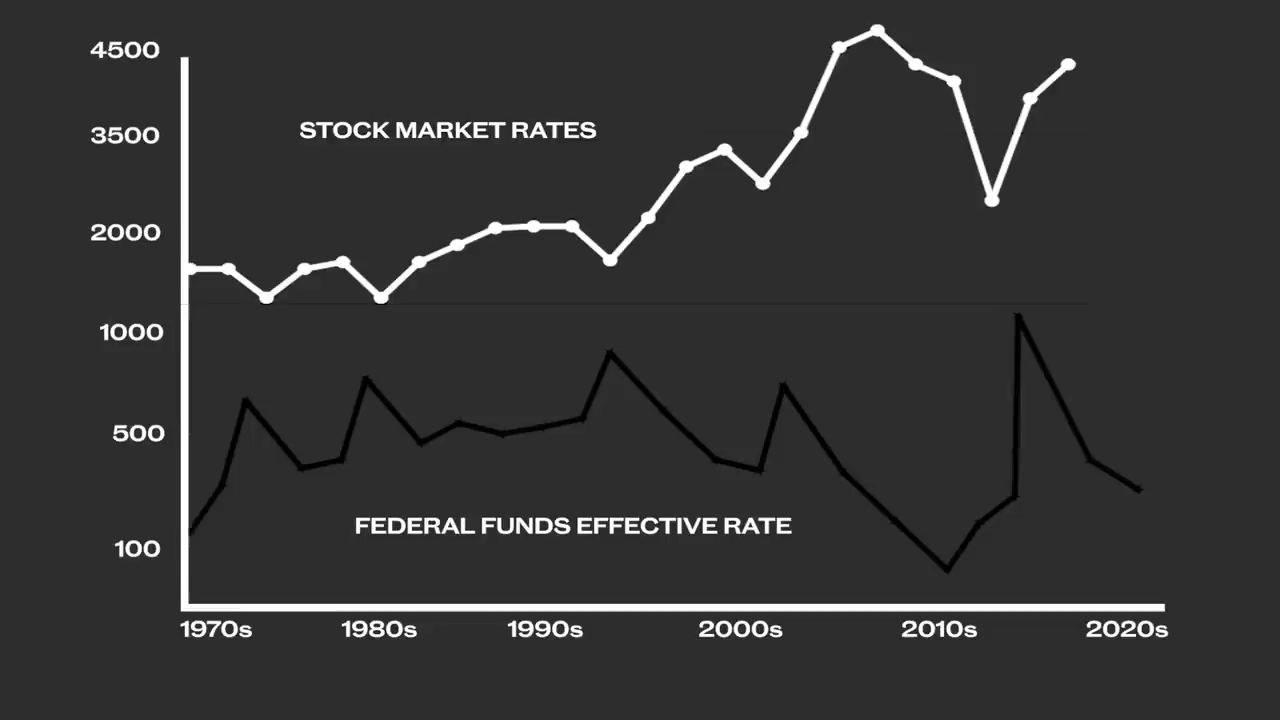 4500
STOCK MARKET RATES
3500
2000
1000
500
FEDERAL FUNDS EFFECTIVE RATE
100
1970s 1980s 1990s 2000s 2010s 2020s